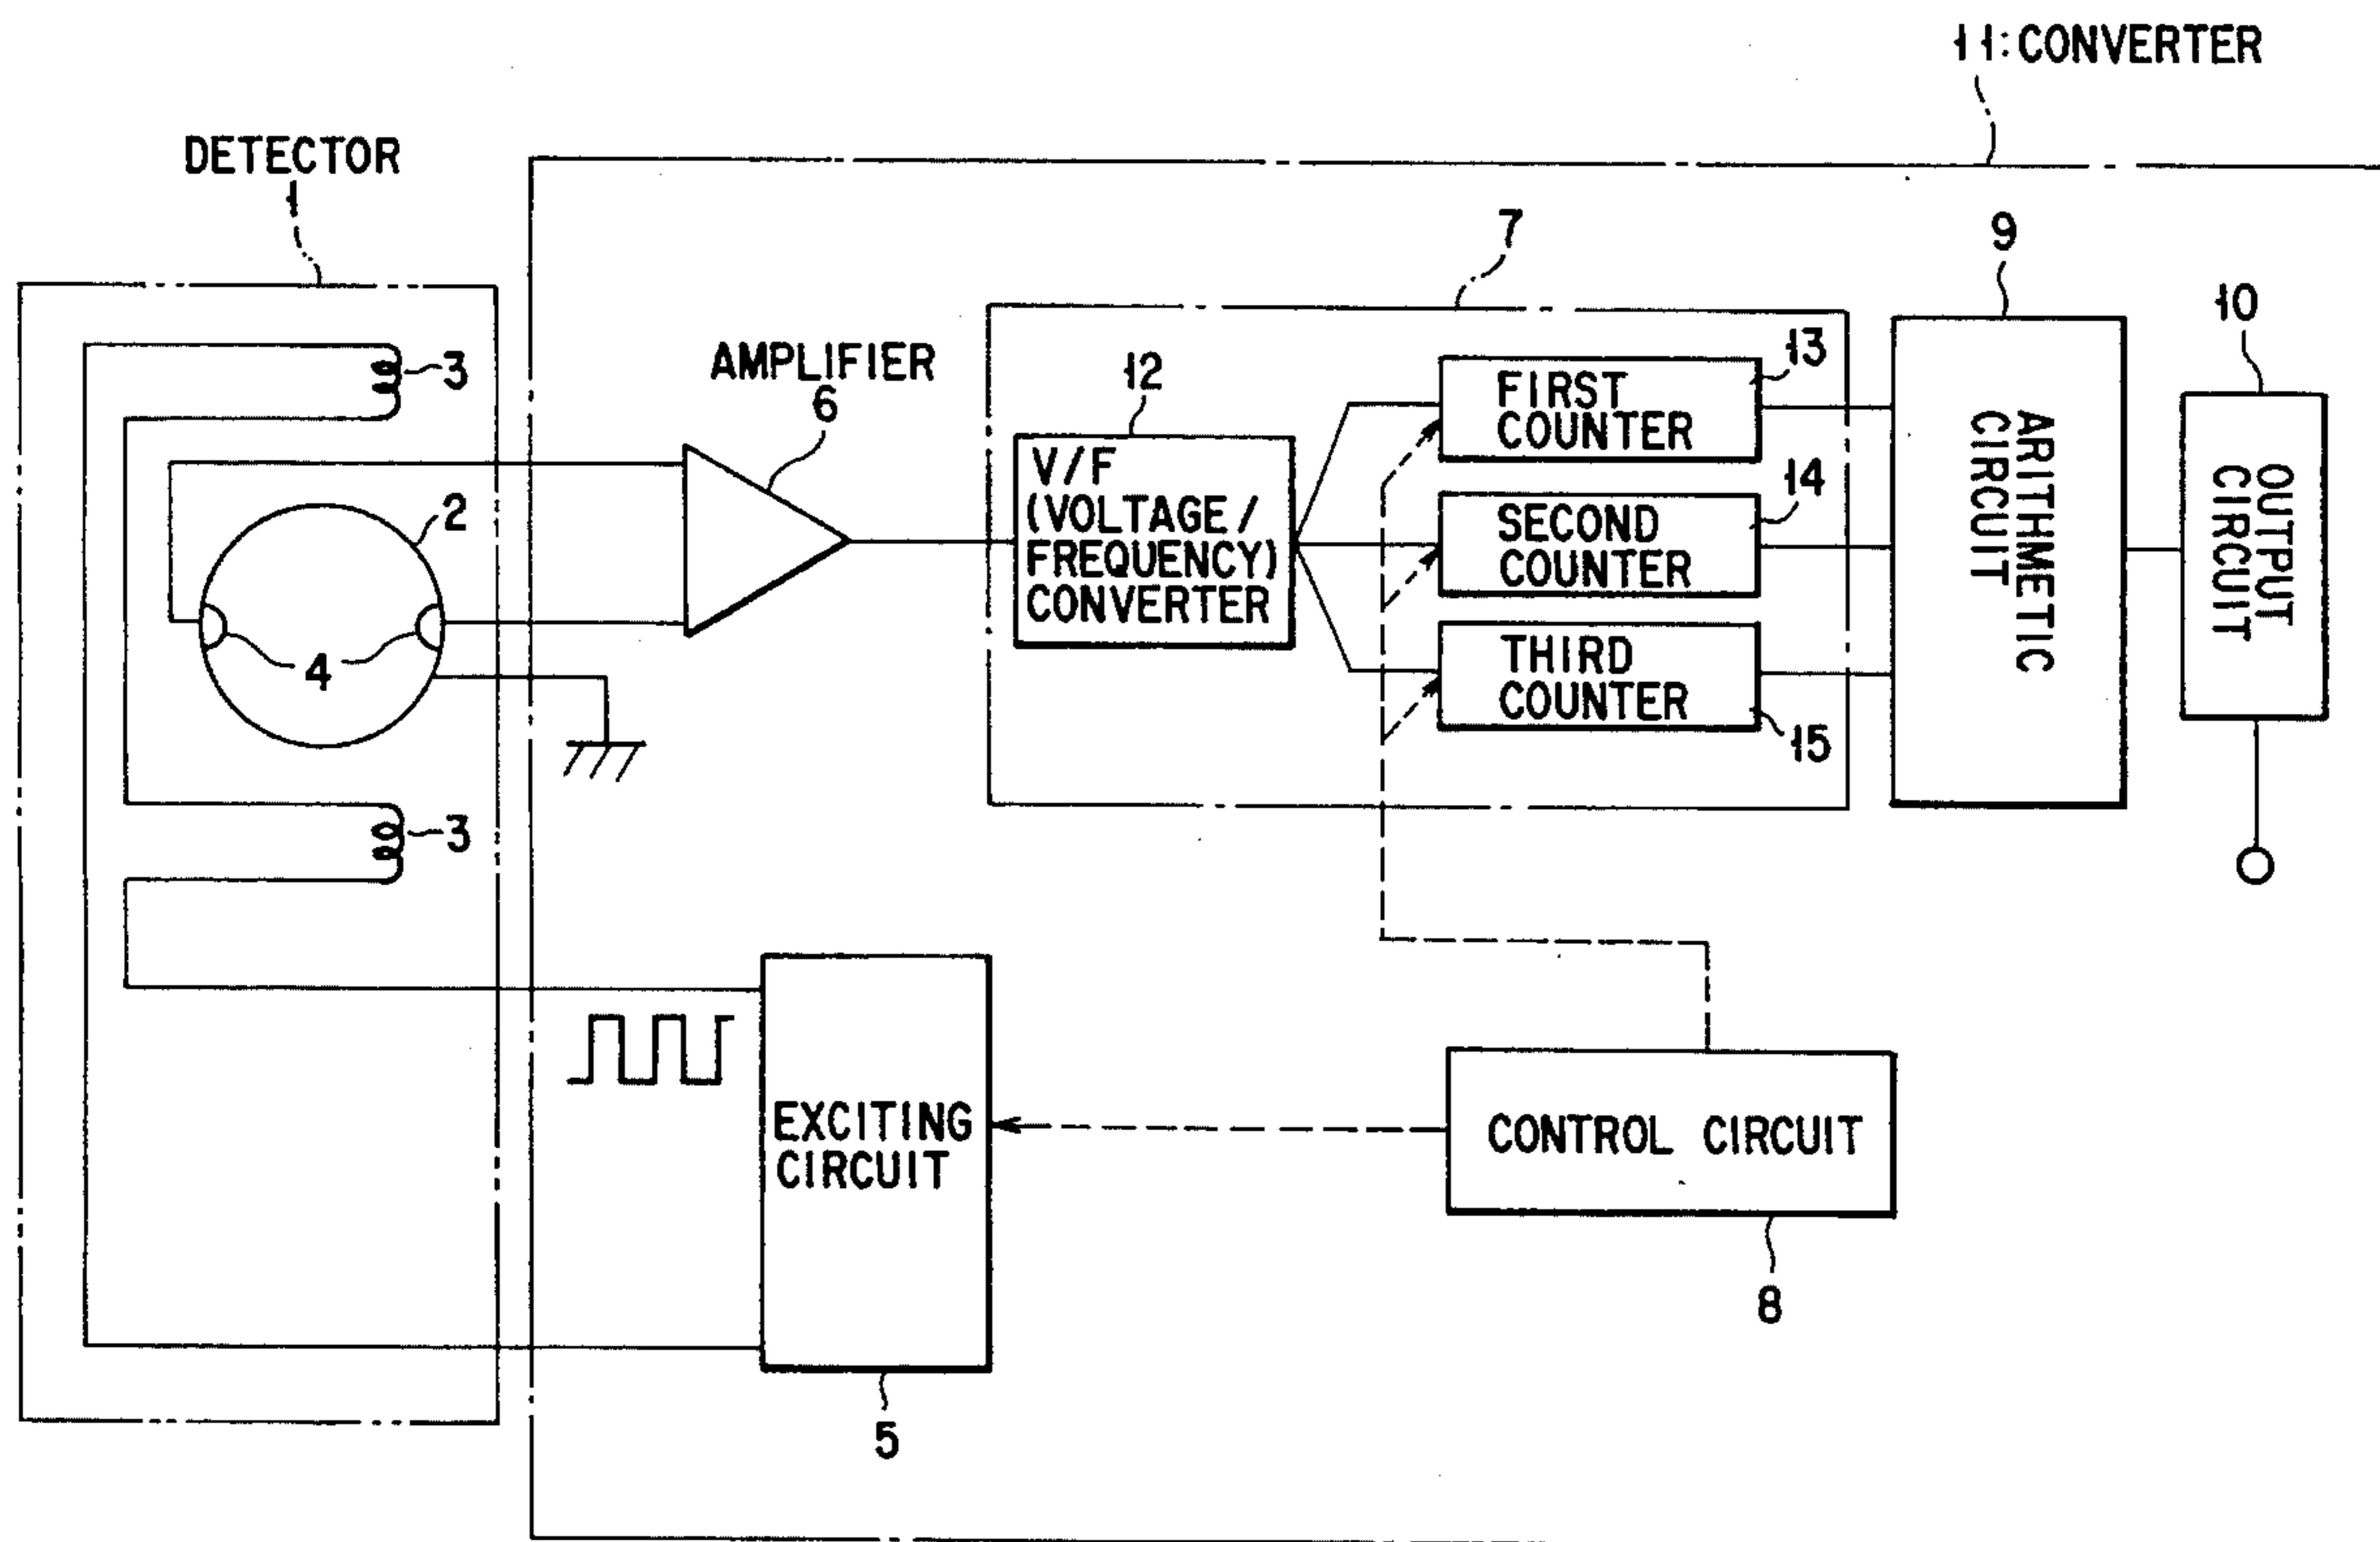 11: CONVERTER
DETECTOR
1
7
9
10
3
AMPLIFIER
6
12
13
FIRST
COUNTER
V/F
(VOLTAGE/
FREQUENCY)
CONVERTER
14
SECOND
COUNTER
2
4
THIRD
COUNTER
15
ARITHMETIC
CIRCUIT
OUTPUT
CIRCUIT
3
EXCITING
CIRCUIT
5
CONTROL CIRCUIT
8